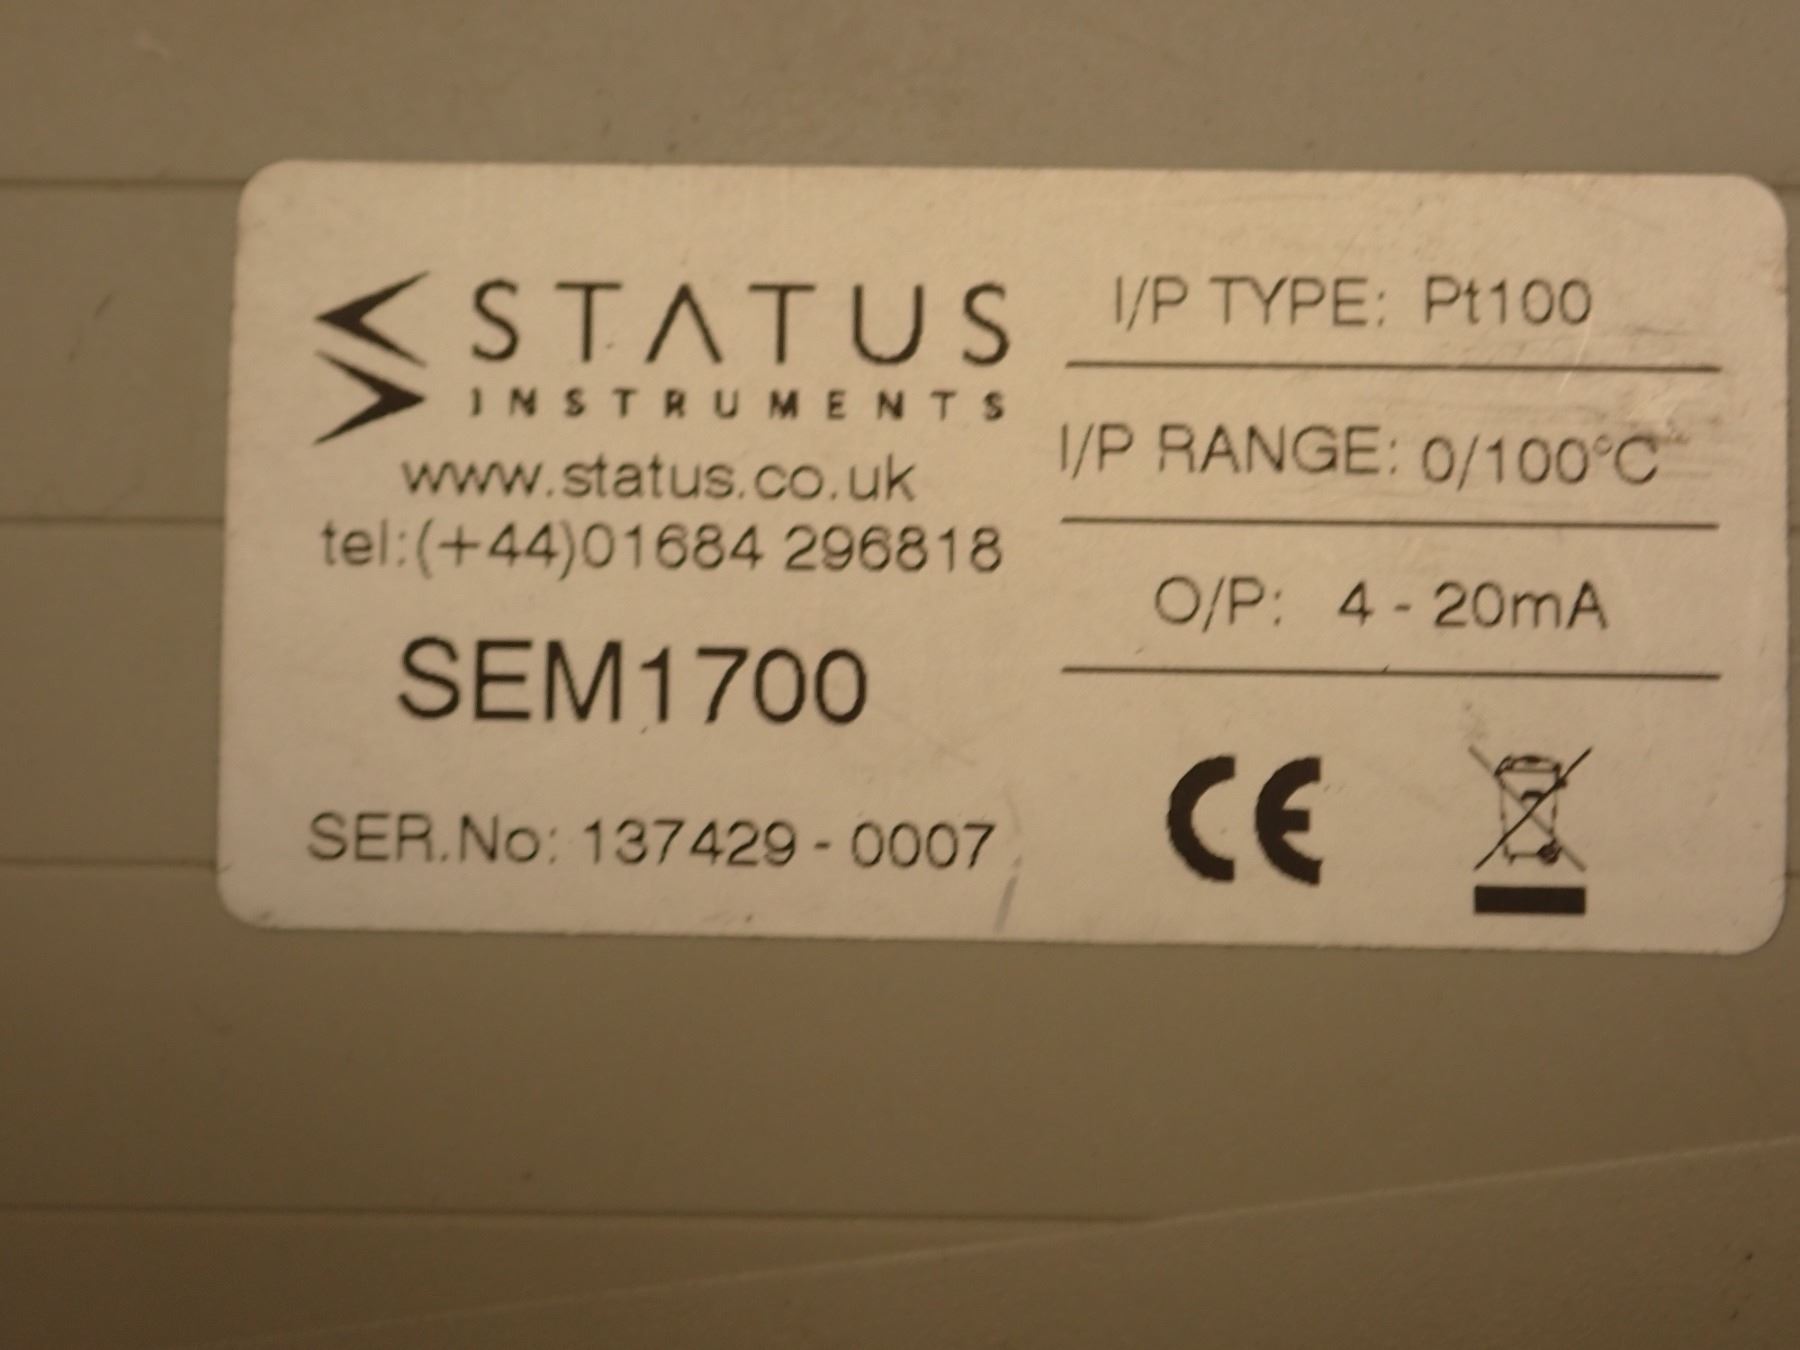 STATUS
INSTRUMENTS
www.status.co.uk
tel:(+44)01684 296818
SEM1700
SER.No: 137429 - 0007
I/P TYPE: Pt100
I/P RANGE: 0/100°C
O/P: 4 - 20mA
CE